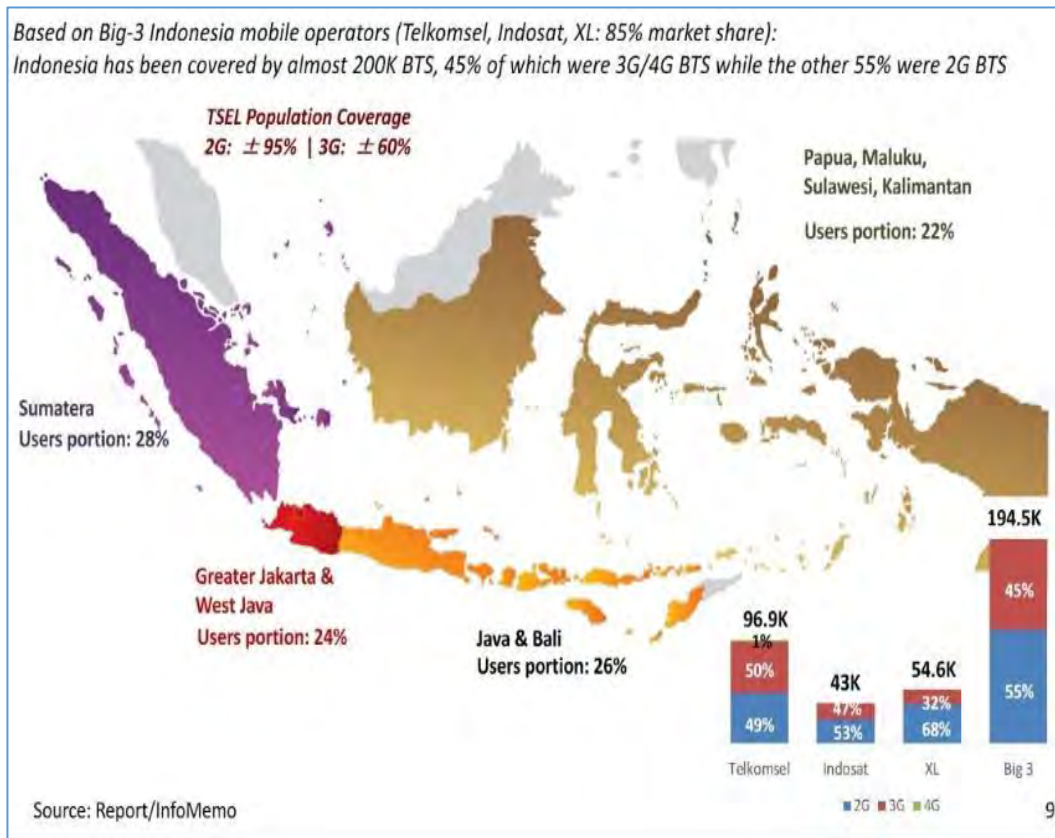 Based on Big-3 Indonesia mobile operators (Telkomsel, Indosat, XL: 85% market share):
Indonesia has been covered by almost 200K BTS, 45% of which were 3G/4G BTS while the other 55% were 2G BTS
TSEL Population Coverage
2G: ±95% | 3G: ±60%
Papua, Maluku,
Sulawesi, Kalimantan
Users portion: 22%
Sumatera
Users portion: 28%
Greater Jakarta &
West Java
Users portion: 24%
Java & Bali
Users portion: 26%
96.9K
1%
50%
49%
Telkomsel
43K
47%
53%
Indosat
54.6K
32%
68%
XL
194.5K
45%
55%
Big 3
2G 3G 4G
Source: Report/InfoMemo
9